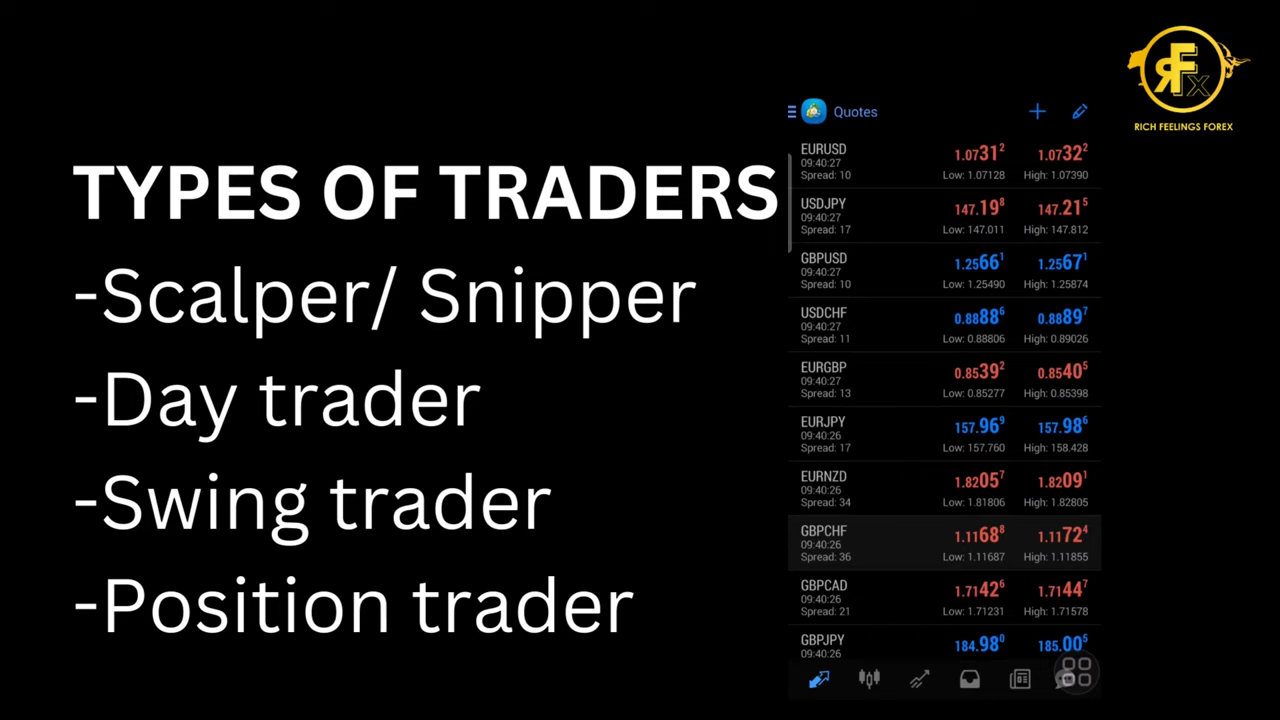 RFx
RICH FEELINGS FOREX
TYPES OF TRADERS
-Scalper/ Snipper
-Day trader
-Swing trader
-Position trader
Quotes
EURUSD 1.07312 1.07322
09:40:27
Spread: 10 Low: 1.07128 High: 1.07390
USDJPY 147.198 147.215
09:40:27
Spread: 17 Low: 147.011 High: 147.812
GBPUSD 1.25661 1.25671
09:40:27
Spread: 10 Low: 1.25490 High: 1.25874
USDCHF 0.88886 0.88897
09:40:27
Spread: 11 Low: 0.88806 High: 0.89026
EURGBP 0.85392 0.85405
09:40:27
Spread: 13 Low: 0.85277 High: 0.85398
EURJPY 157.969 157.986
09:40:26
Spread: 17 Low: 157.760 High: 158.428
EURNZD 1.82057 1.82091
09:40:26
Spread: 34 Low: 1.81806 High: 1.82805
GBPCHF 1.11688 1.11724
09:40:26
Spread: 36 Low: 1.11687 High: 1.11855
GBPCAD 1.71426 1.71447
09:40:26
Spread: 21 Low: 1.71231 High: 1.71578
GBPJPY 184.980 185.005
09:40:26